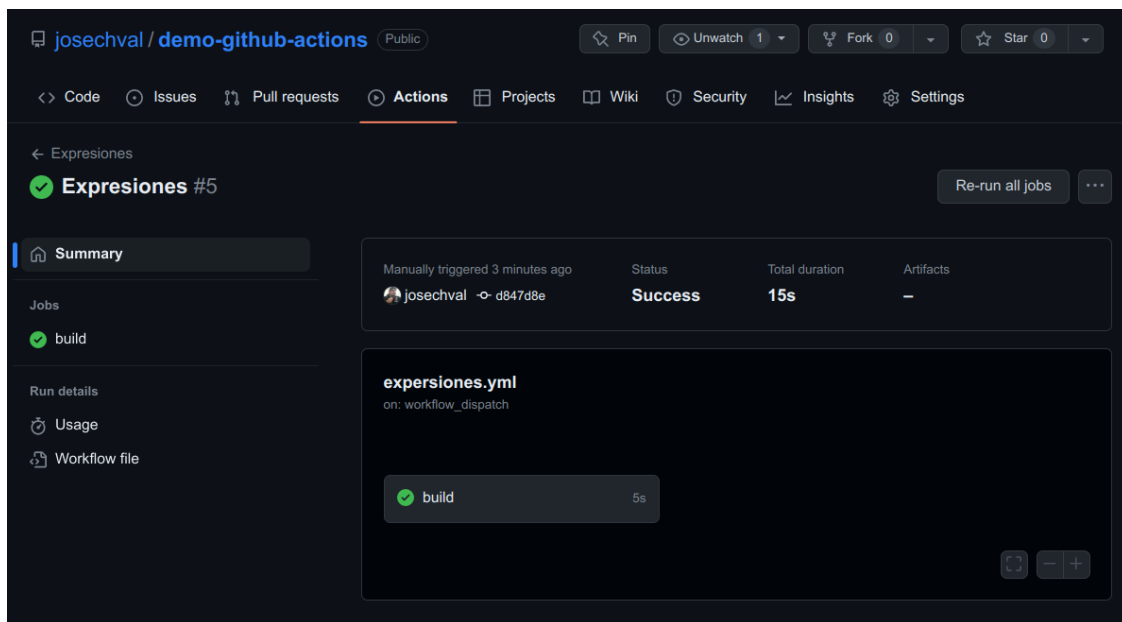 josechval / demo-github-actions Public
Pin
Unwatch 1
Fork 0
Star 0
Code
Issues
Pull requests
Actions
Projects
Wiki
Security
Insights
Settings
← Expresiones
Expresiones #5
Re-run all jobs
...
Summary
Jobs
build
Run details
Usage
Workflow file
Manually triggered 3 minutes ago
josechval d847d8e
Status
Success
Total duration
15s
Artifacts
–
expersiones.yml
on: workflow_dispatch
build 5s